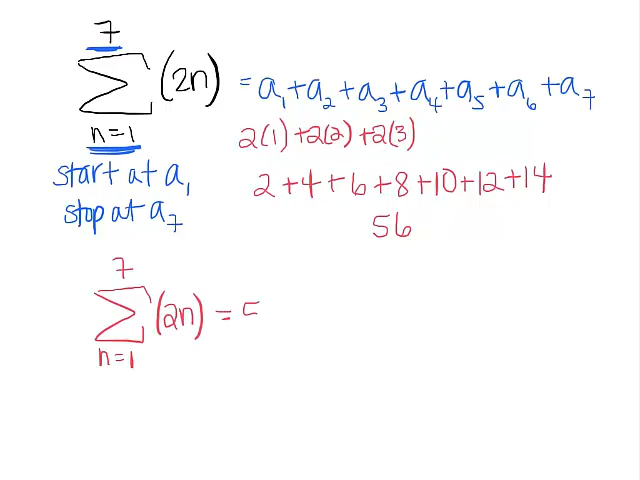 7
∑ (2n) = a₁+a₂+a₃+a₄+a₅+a₆+a₇
n=1
2(1)+2(2)+2(3)
start at a₁
2+4+6+8+10+12+14
stop at a₇
56
7
∑ (2n) =
n=1